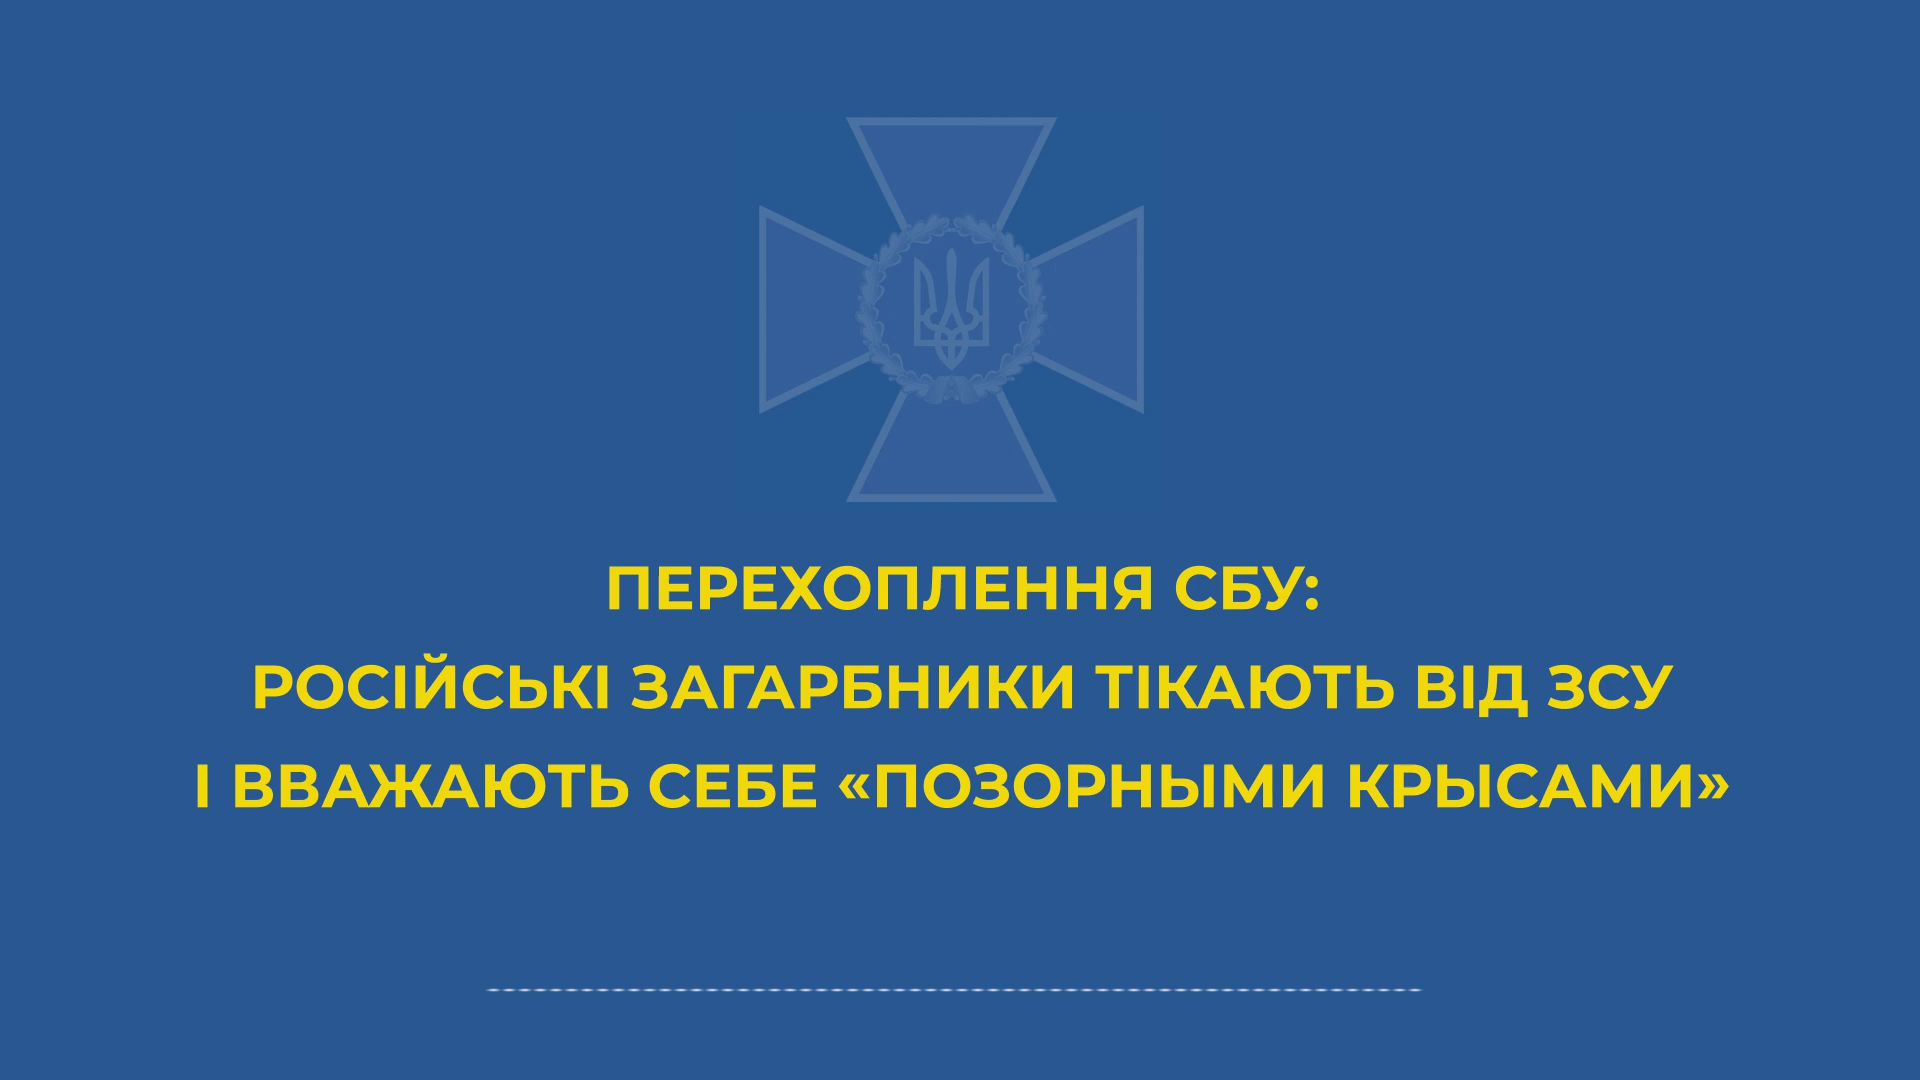 ПЕРЕХОПЛЕННЯ СБУ:
РОСІЙСЬКІ ЗАГАРБНИКИ ТІКАЮТЬ ВІД ЗСУ
І ВВАЖАЮТЬ СЕБЕ «ПОЗОРНЫМИ КРЫСАМИ»